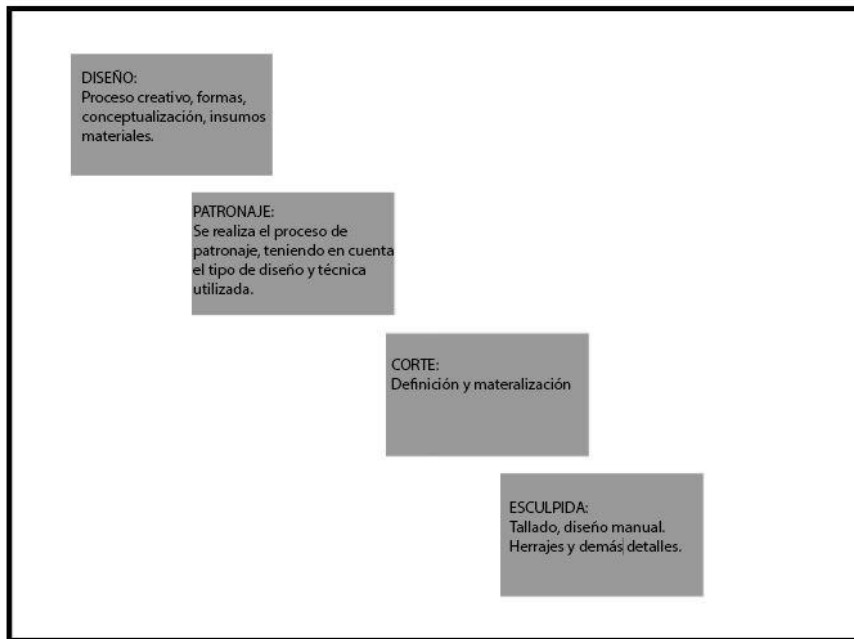 DISEÑO:
Proceso creativo, formas,
conceptualización, insumos
materiales.
PATRONAJE:
Se realiza el proceso de
patronaje, teniendo en cuenta
el tipo de diseño y técnica
utilizada.
CORTE:
Definición y materalización
ESCULPIDA:
Tallado, diseño manual.
Herrajes y demás detalles.